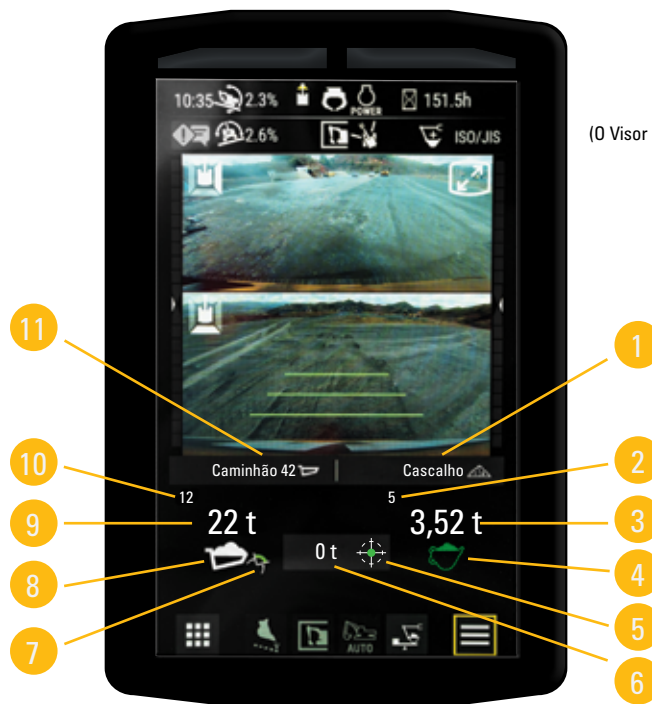 10:35 2.3% POWER 151.5h
2.6% ISO/JIS
(O Visor
11
1
Caminhão 42 Cascalho
10
2
12 5
9
22 t 3,52 t
3
8
0 t
4
5
7
AUTO
6